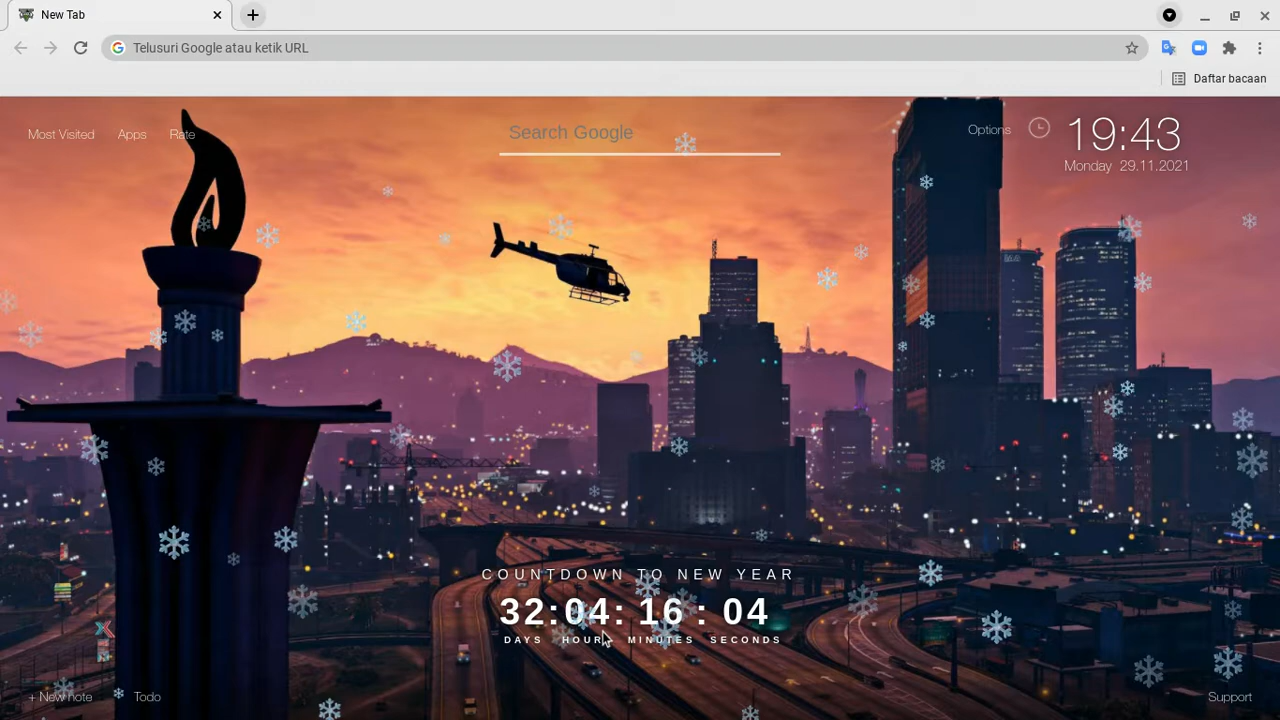 New Tab
Telusuri Google atau ketik URL
Daftar bacaan
Most Visited Apps Rate
Search Google
Options
19:43
Monday 29.11.2021
COUNTDOWN TO NEW YEAR
32:04: 16 : 04
DAYS HOUR MINUTES SECONDS
+ New note Todo
Support